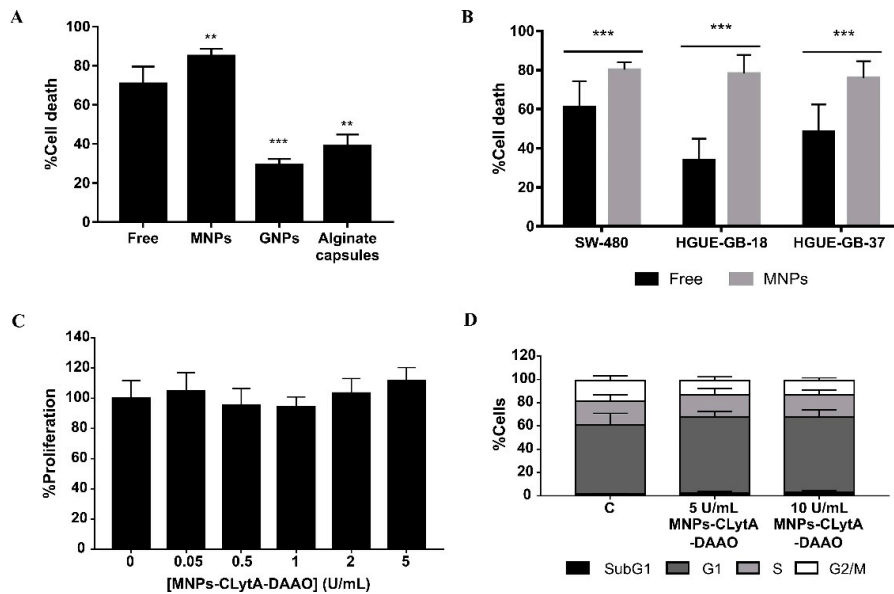 A
%Cell death
100
80
60
40
20
0
**
***
**
Free
MNPs
GNPs
Alginate
capsules
B
%Cell death
100
80
60
40
20
0
***
***
***
SW-480
HGUE-GB-18
HGUE-GB-37
Free
MNPs
C
%Proliferation
140
120
100
80
60
40
20
0
0
0.05
0.5
1
2
5
[MNPs-CLytA-DAAO] (U/mL)
D
%Cells
120
100
80
60
40
20
0
C
5 U/mL
MNPs-CLytA
-DAAO
10 U/mL
MNPs-CLytA
-DAAO
SubG1
G1
S
G2/M